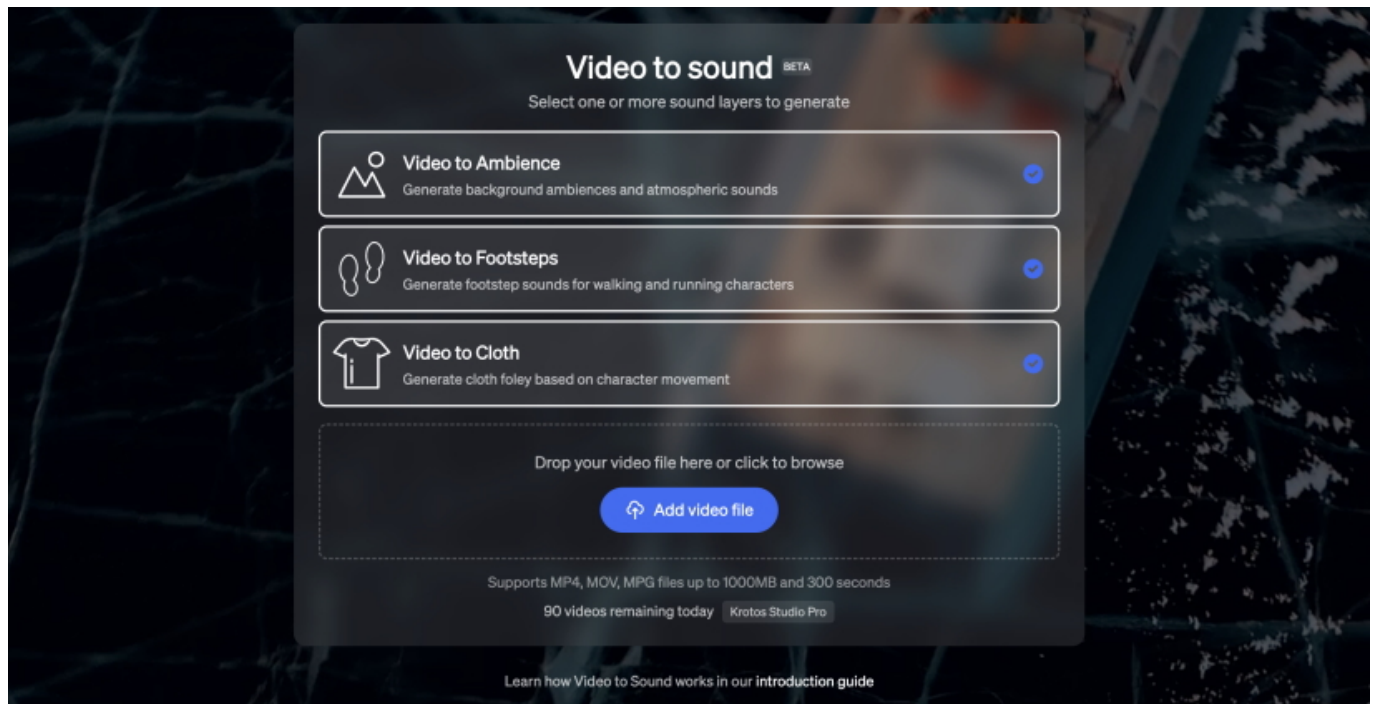 Video to sound BETA
Select one or more sound layers to generate
Video to Ambience
Generate background ambiences and atmospheric sounds
Video to Footsteps
Generate footstep sounds for walking and running characters
Video to Cloth
Generate cloth foley based on character movement
Drop your video file here or click to browse
Add video file
Supports MP4, MOV, MPG files up to 1000MB and 300 seconds
90 videos remaining today Krotos Studio Pro
Learn how Video to Sound works in our introduction guide